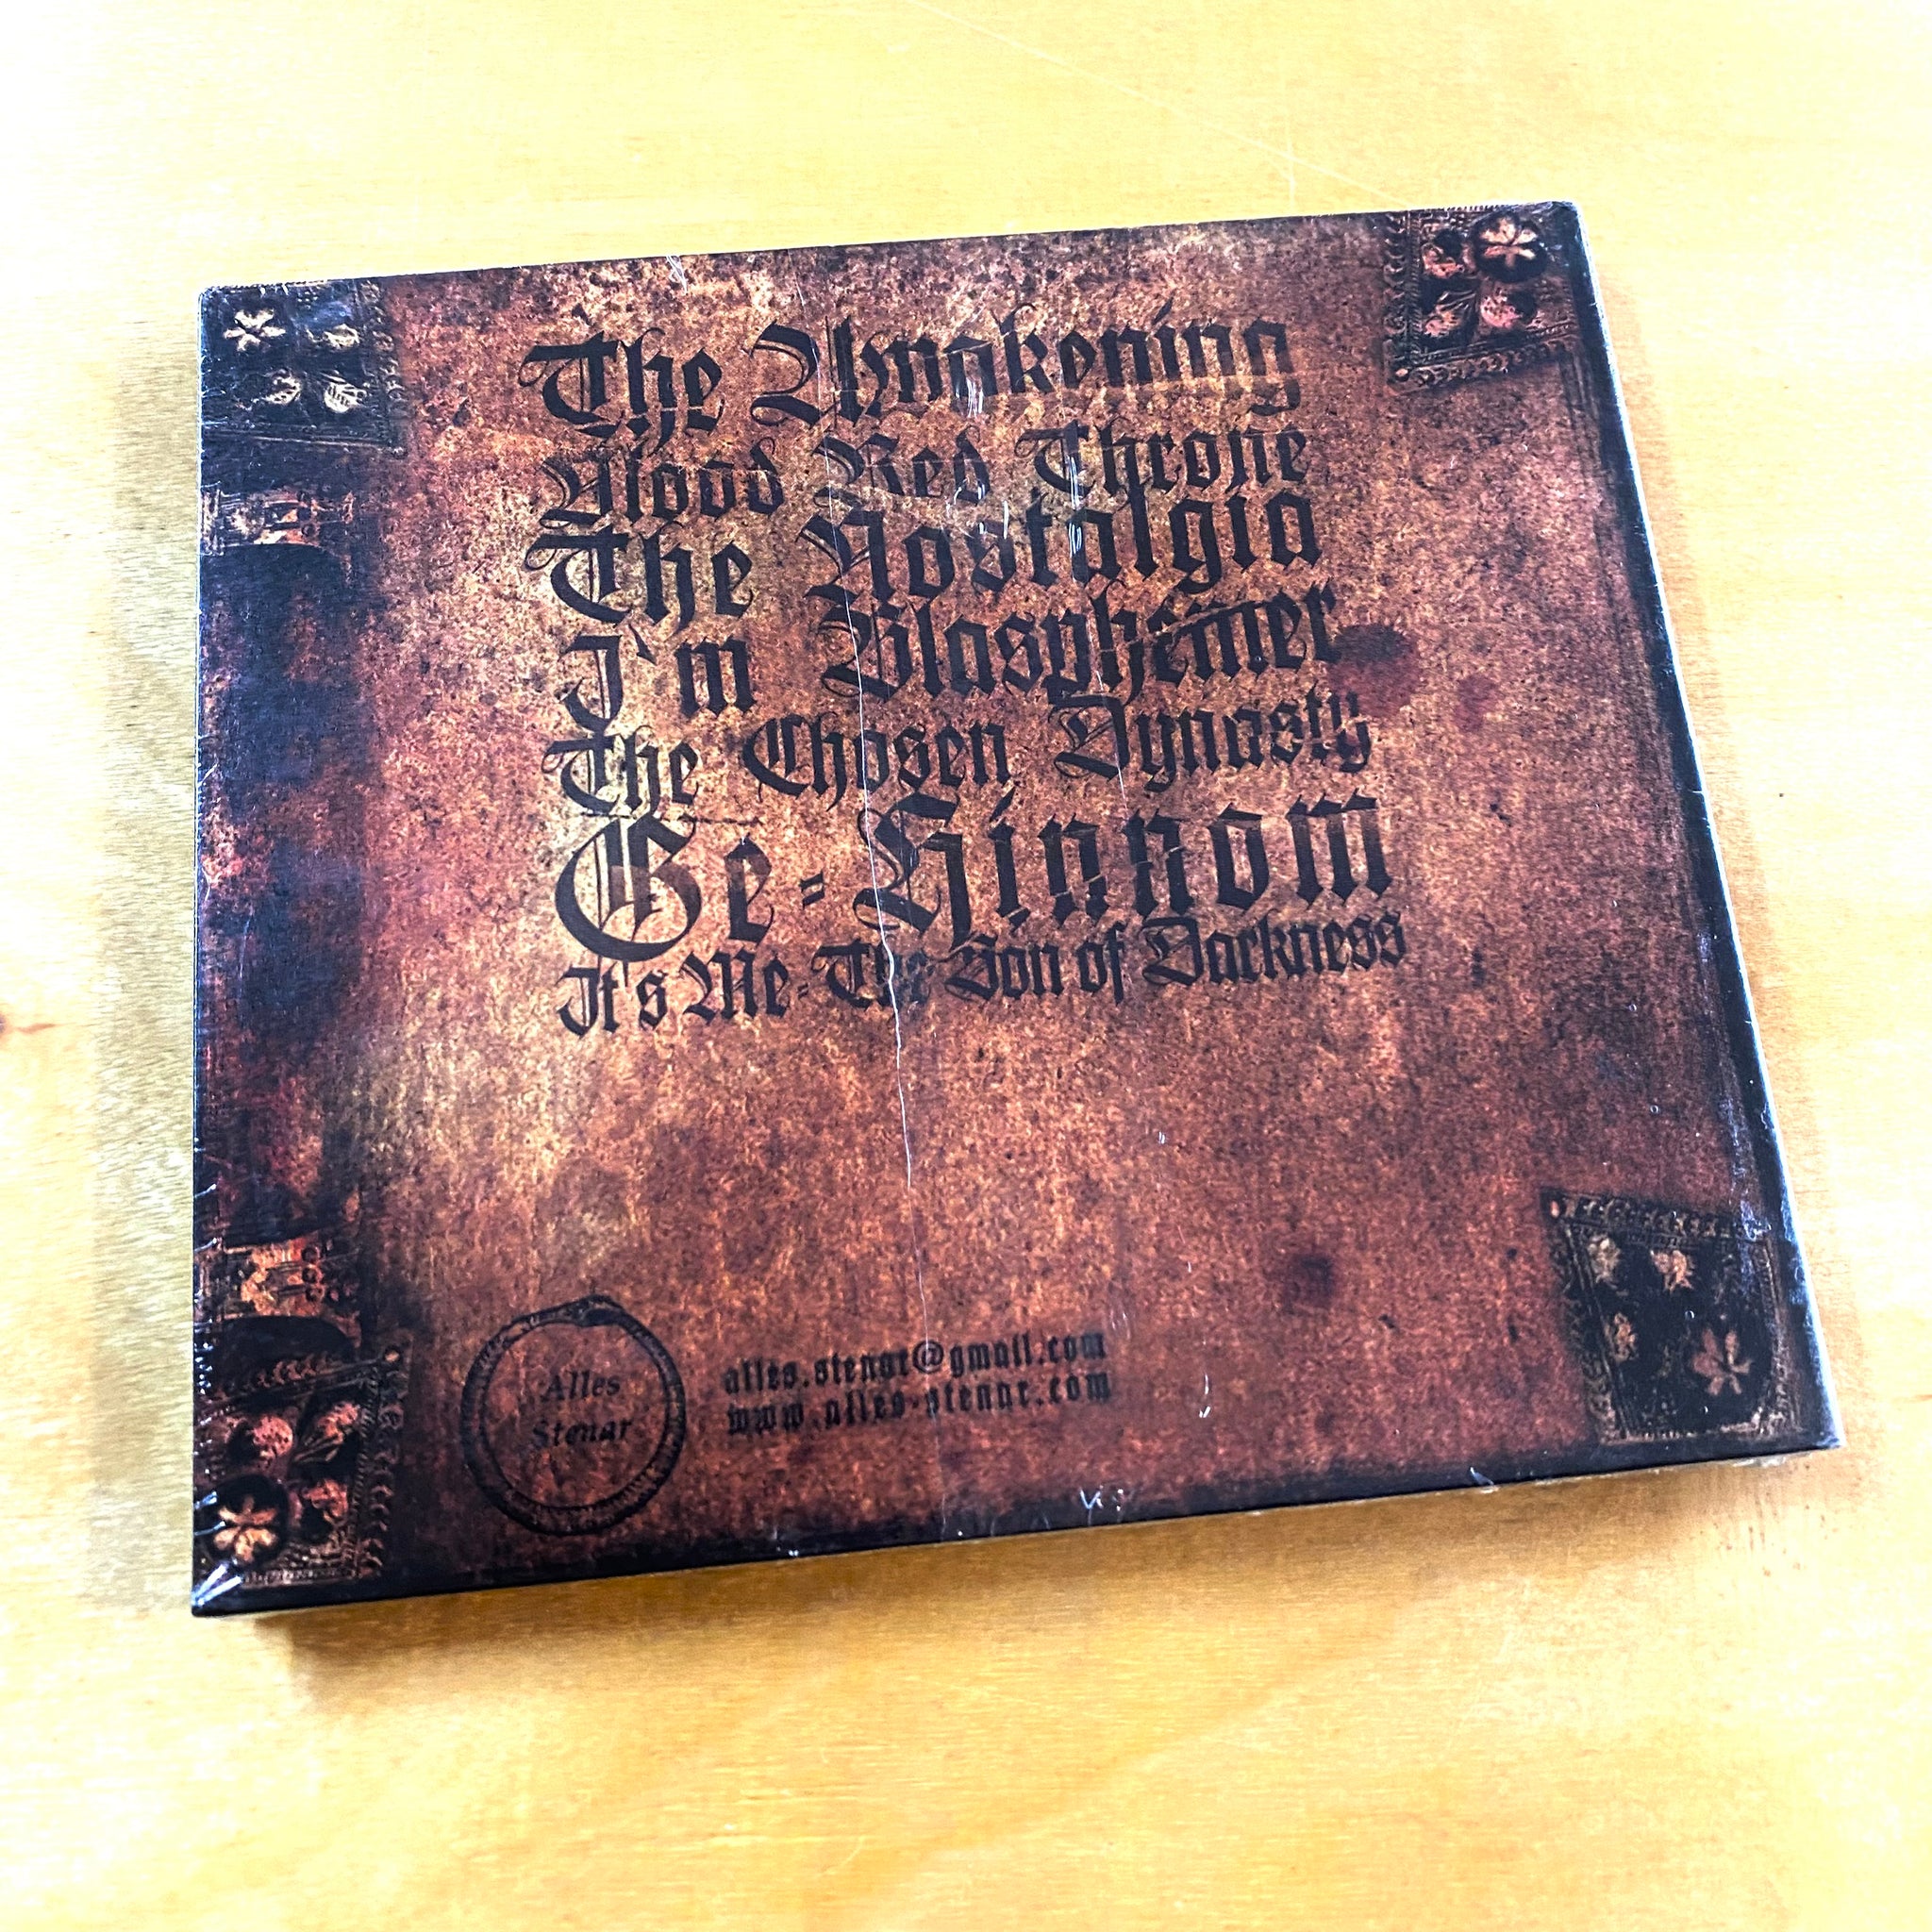 The Awakening
Blood Red Throne
The Nostalgia
I'm Blasphemer
The Chosen Dynasty
Ge-Hinnom
It's Me-The Son of Darkness
Alles
Stenar
alles.stenar@gmail.com
www.alles-stenar.com